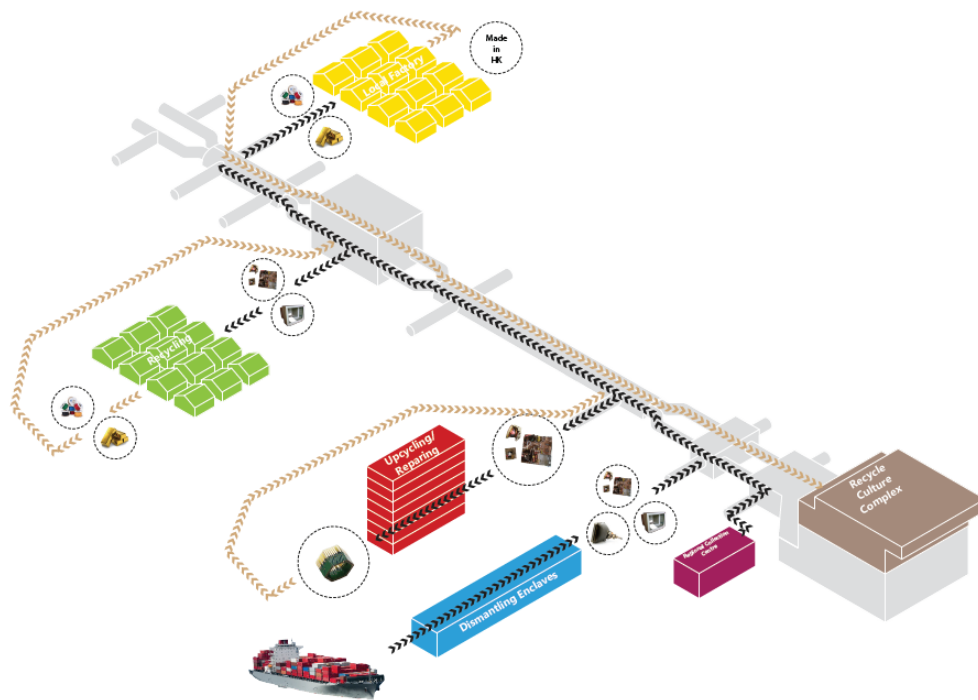 Made
in
HK
Local Factory
Recycling
Upcycling/
Reparing
Recycle
Culture
Complex
Regional Collection
Centre
Dismantling Enclaves